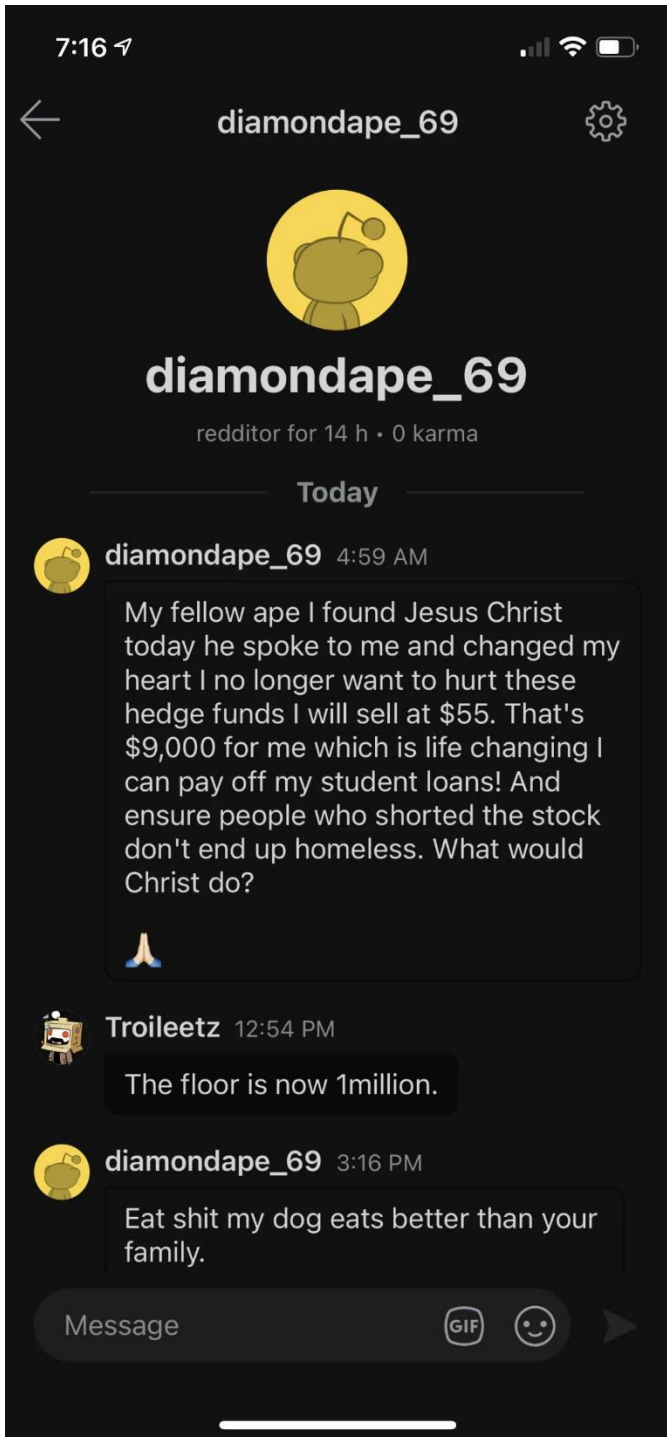 7:16
diamondape_69
diamondape_69
redditor for 14 h • 0 karma
Today
diamondape_69 4:59 AM
My fellow ape I found Jesus Christ
today he spoke to me and changed my
heart I no longer want to hurt these
hedge funds I will sell at $55. That's
$9,000 for me which is life changing I
can pay off my student loans! And
ensure people who shorted the stock
don't end up homeless. What would
Christ do?
🙏🏻
Troileetz 12:54 PM
The floor is now 1million.
diamondape_69 3:16 PM
Eat shit my dog eats better than your
family.
Message
GIF